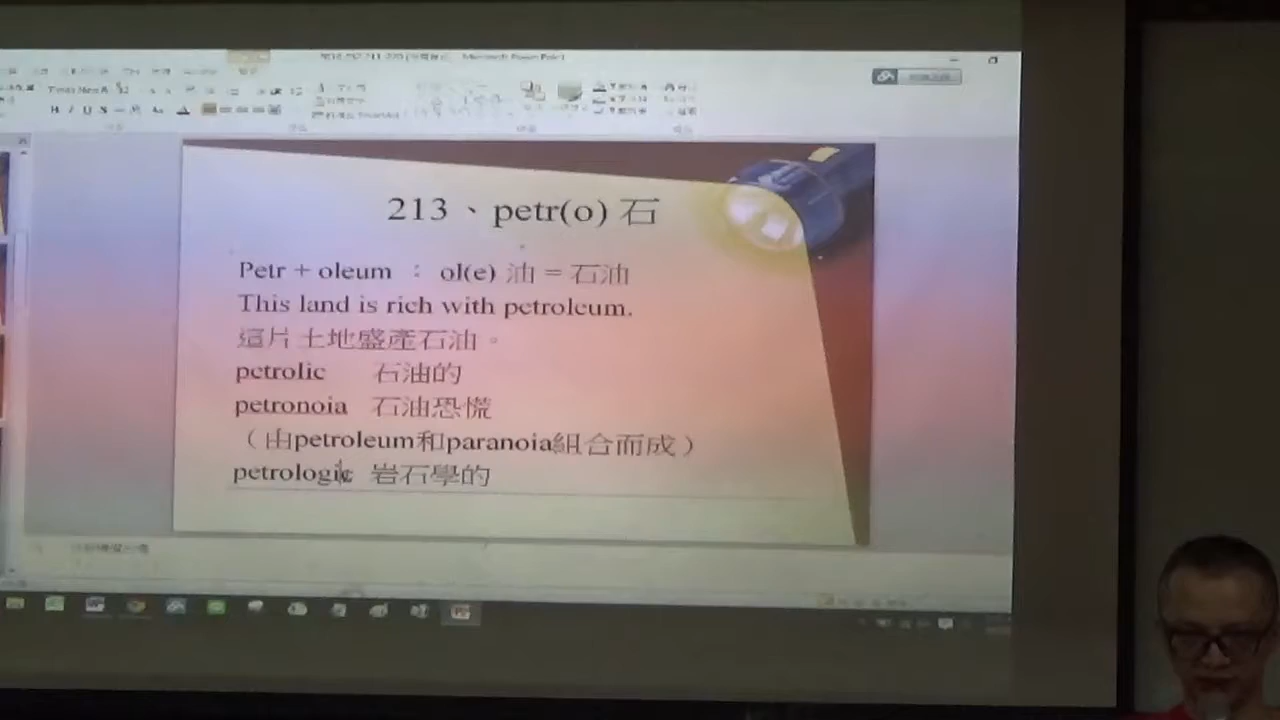 Microsoft PowerPoint
213、petr(o) 石
Petr + oleum : ol(e) 油 = 石油
This land is rich with petroleum.
這片土地盛產石油。
petrolic 石油的
petronoia 石油恐慌
（由petroleum和paranoia組合而成）
petrologic 岩石學的